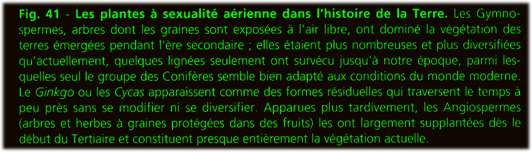 Fig. 41 - Les plantes à sexualité aérienne dans l'histoire de la Terre. Les Gymno-
spermes, arbres dont les graines sont exposées à l'air libre, ont dominé la végétation des
terres émergées pendant l'ère secondaire ; elles étaient plus nombreuses et plus diversifiées
qu'actuellement, quelques lignées seulement ont survécu jusqu'à notre époque, parmi les-
quelles seul le groupe des Conifères semble bien adapté aux conditions du monde moderne.
Le Ginkgo ou les Cycas apparaissent comme des formes résiduelles qui traversent le temps à
peu près sans se modifier ni se diversifier. Apparues plus tardivement, les Angiospermes
(arbres et herbes à graines protégées dans des fruits) les ont largement supplantées dès le
début du Tertiaire et constituent presque entièrement la végétation actuelle.